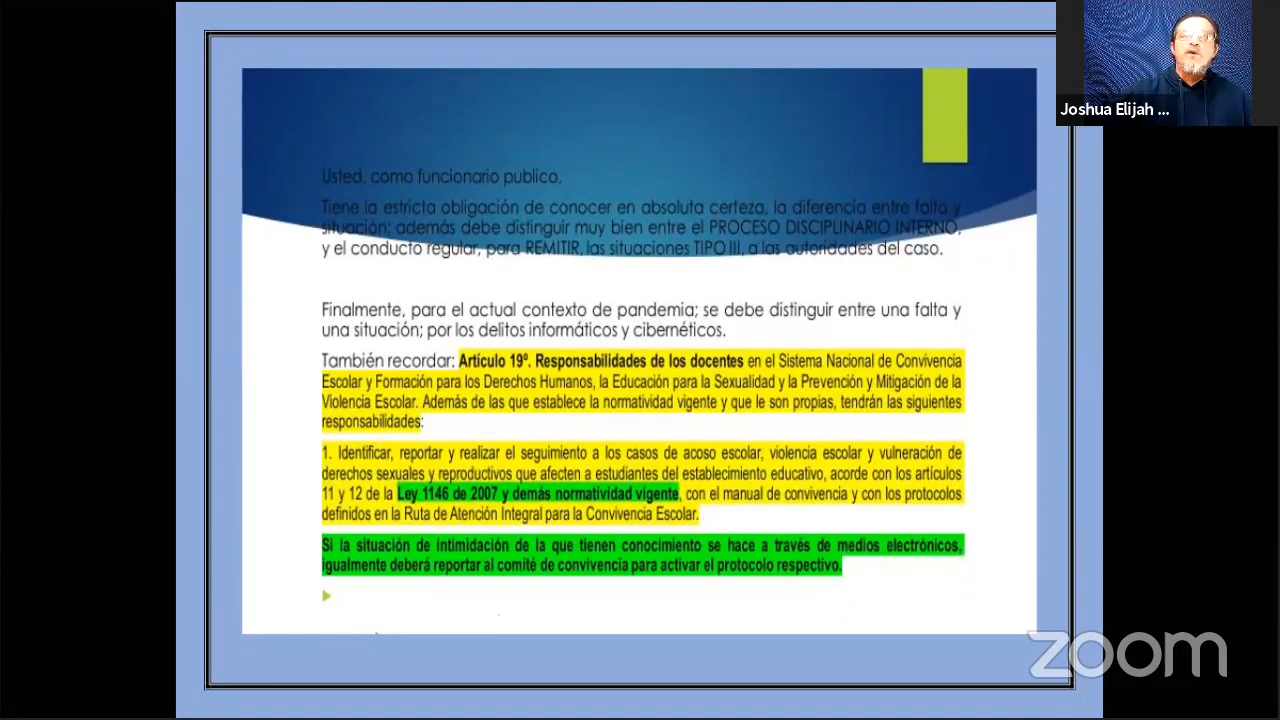 Joshua Elijah ...
Usted, como funcionario publico,
Tiene la estricta obligación de conocer en absoluta certeza, la diferencia entre falta y
situación; además debe distinguir muy bien entre el PROCESO DISCIPLINARIO INTERNO,
y el conducto regular, para REMITIR, las situaciones TIPO III, a las autoridades del caso.
Finalmente, para el actual contexto de pandemia; se debe distinguir entre una falta y
una situación; por los delitos informáticos y cibernéticos.
También recordar: Artículo 19º. Responsabilidades de los docentes en el Sistema Nacional de Convivencia
Escolar y Formación para los Derechos Humanos, la Educación para la Sexualidad y la Prevención y Mitigación de la
Violencia Escolar. Además de las que establece la normatividad vigente y que le son propias, tendrán las siguientes
responsabilidades:
1. Identificar, reportar y realizar el seguimiento a los casos de acoso escolar, violencia escolar y vulneración de
derechos sexuales y reproductivos que afecten a estudiantes del establecimiento educativo, acorde con los artículos
11 y 12 de la Ley 1146 de 2007 y demás normatividad vigente, con el manual de convivencia y con los protocolos
definidos en la Ruta de Atención Integral para la Convivencia Escolar.
Si la situación de intimidación de la que tienen conocimiento se hace a través de medios electrónicos,
igualmente deberá reportar al comité de convivencia para activar el protocolo respectivo.
zoom